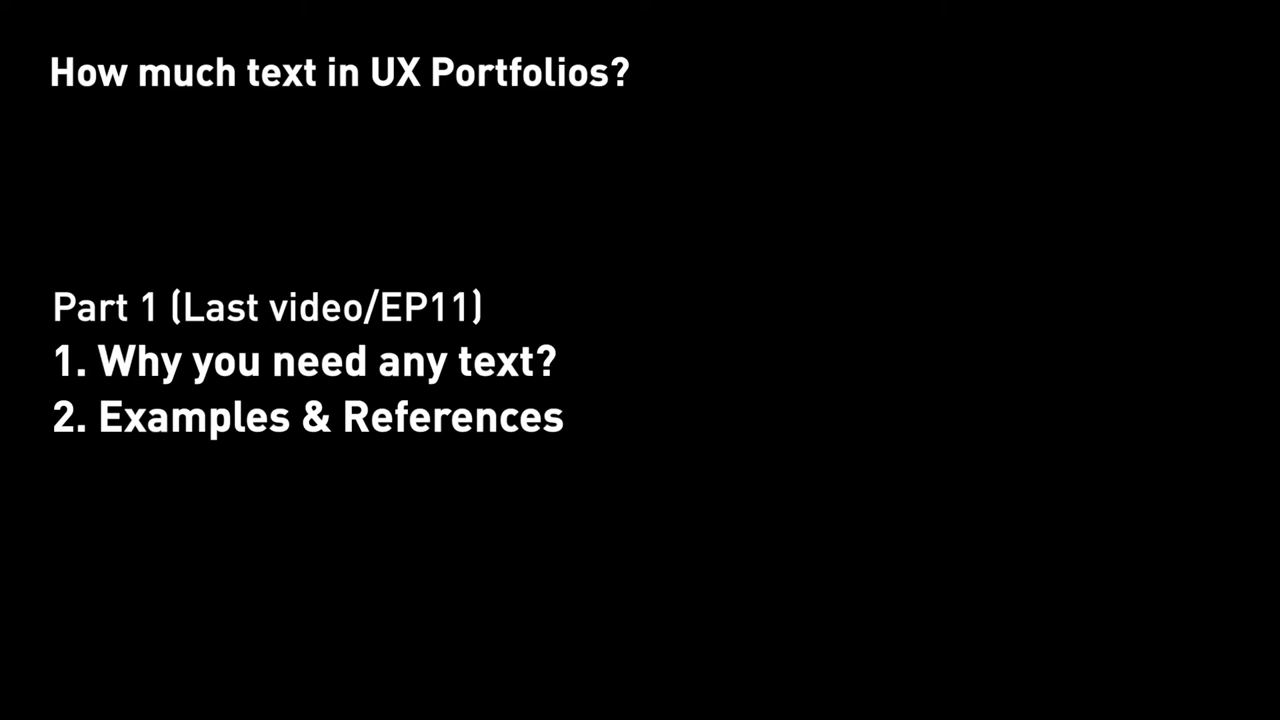 How much text in UX Portfolios?
Part 1 (Last video/EP11)
1. Why you need any text?
2. Examples & References